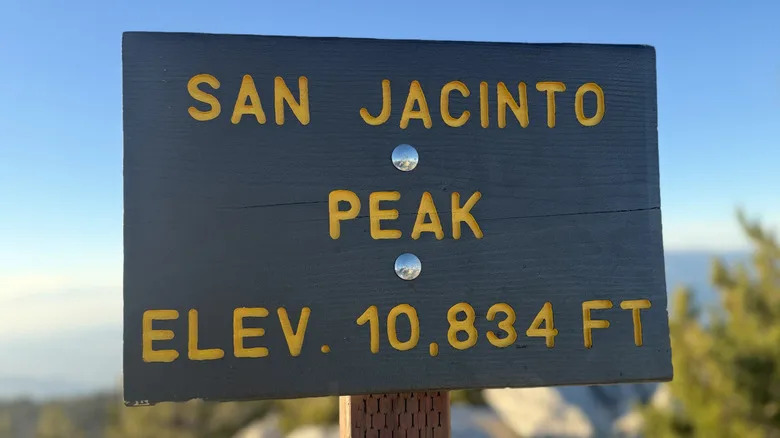 SAN JACINTO
PEAK
ELEV. 10,834 FT